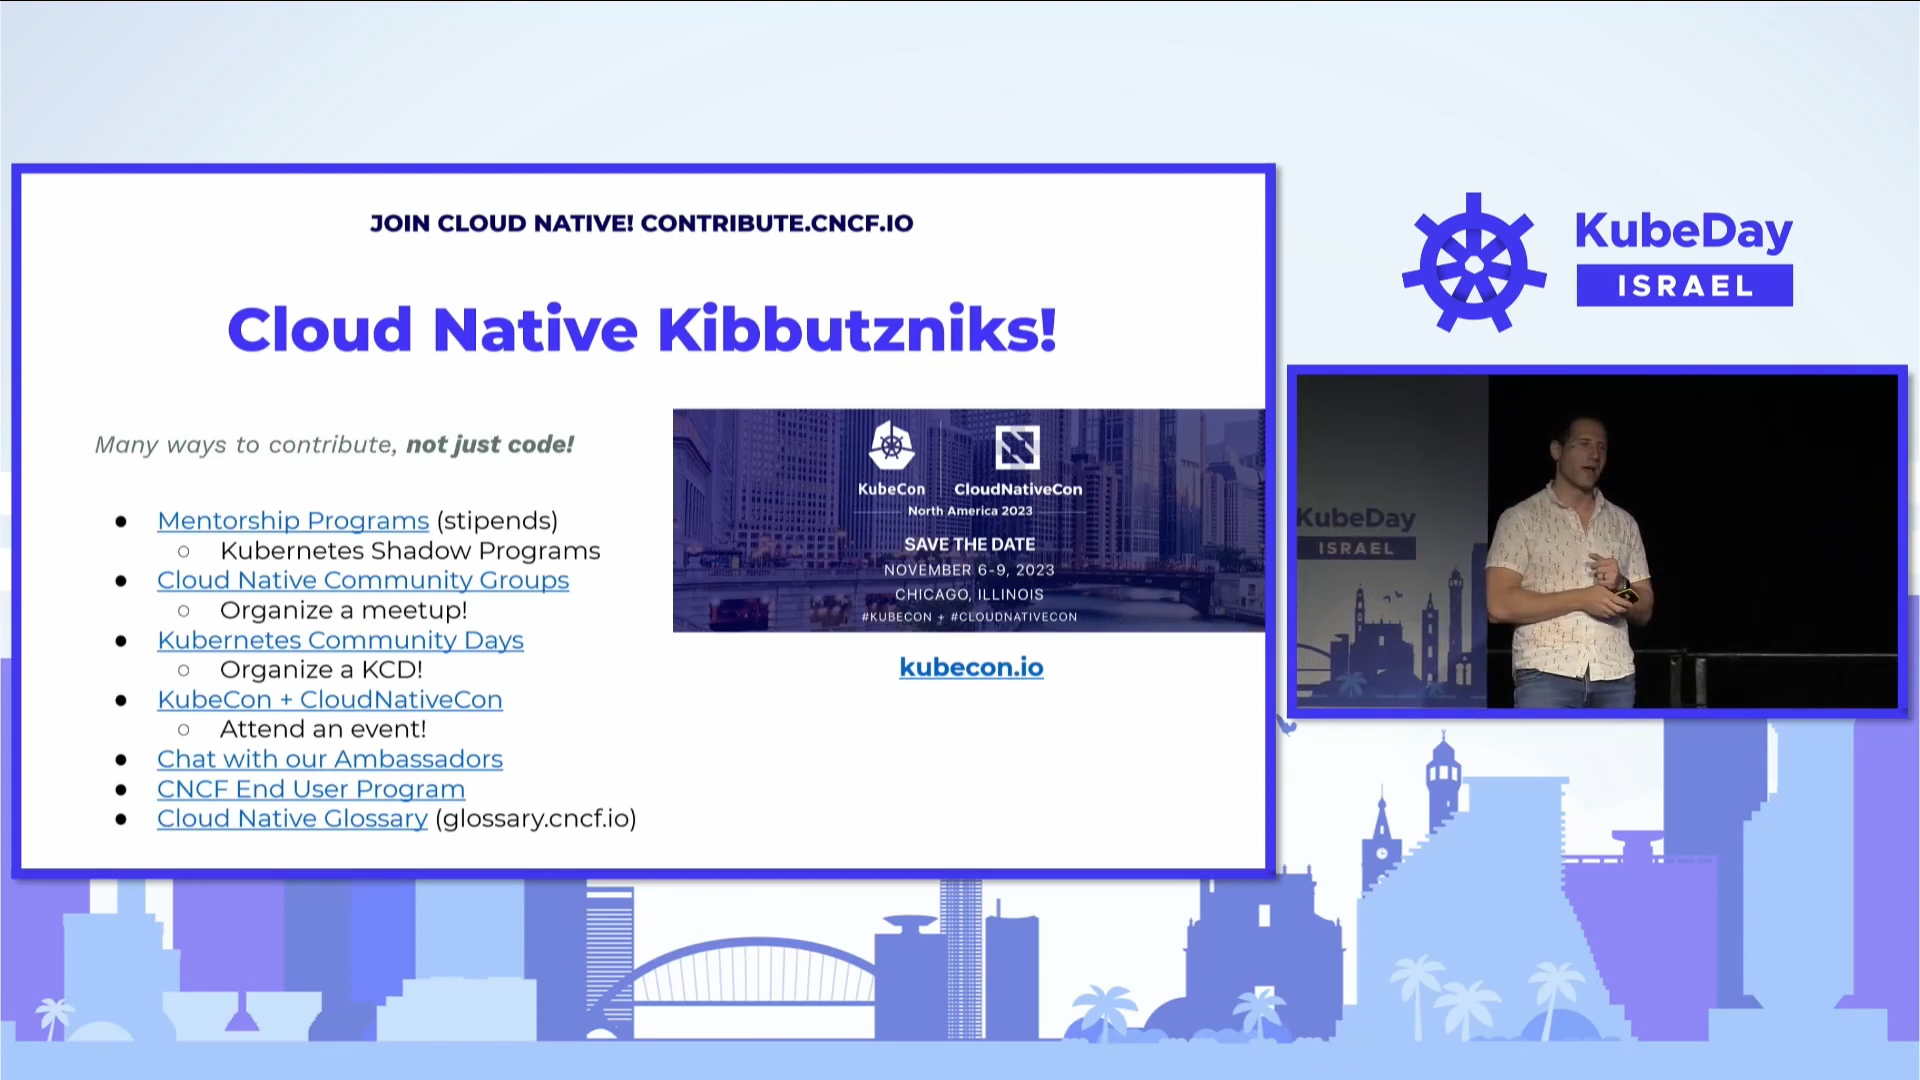 JOIN CLOUD NATIVE! CONTRIBUTE.CNCF.IO
Cloud Native Kibbutzniks!
Many ways to contribute, not just code!
● Mentorship Programs (stipends)
○ Kubernetes Shadow Programs
● Cloud Native Community Groups
○ Organize a meetup!
● Kubernetes Community Days
○ Organize a KCD!
● KubeCon + CloudNativeCon
○ Attend an event!
● Chat with our Ambassadors
● CNCF End User Program
● Cloud Native Glossary (glossary.cncf.io)
KubeCon CloudNativeCon
North America 2023
SAVE THE DATE
NOVEMBER 6-9, 2023
CHICAGO, ILLINOIS
#KUBECON + #CLOUDNATIVECON
kubecon.io
KubeDay
ISRAEL
KubeDay
ISRAEL